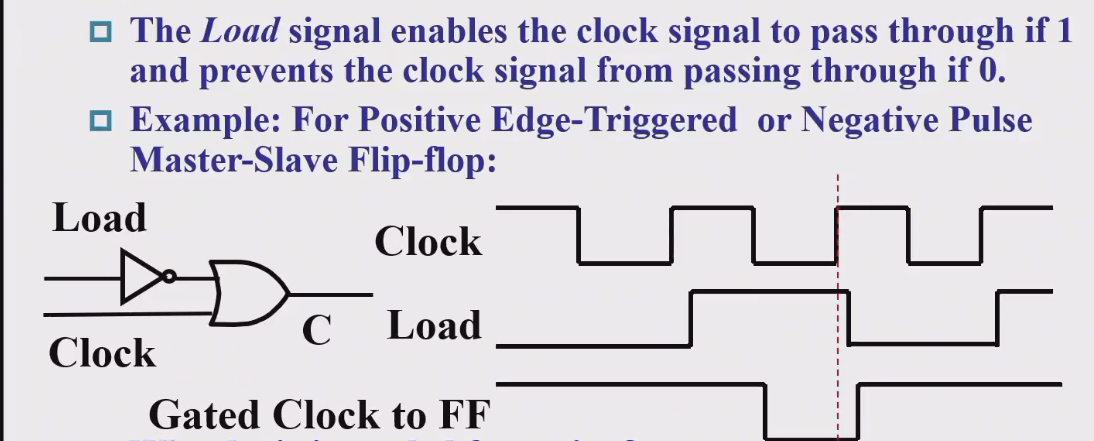 The Load signal enables the clock signal to pass through if 1
and prevents the clock signal from passing through if 0.
Example: For Positive Edge-Triggered or Negative Pulse
Master-Slave Flip-flop:
Load
Clock
Clock
C
Load
Gated Clock to FF